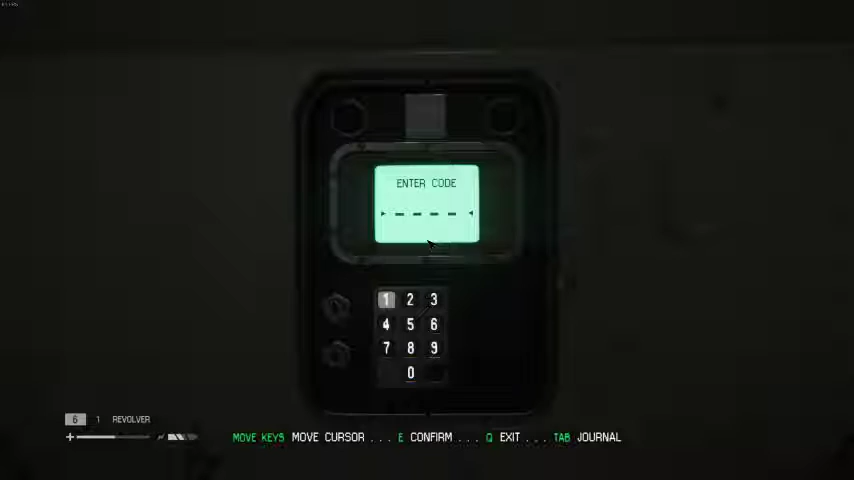 ENTER CODE
1 2 3
4 5 6
7 8 9
0
6 1 REVOLVER
MOVE KEYS MOVE CURSOR . . . E CONFIRM . . . Q EXIT . . . TAB JOURNAL